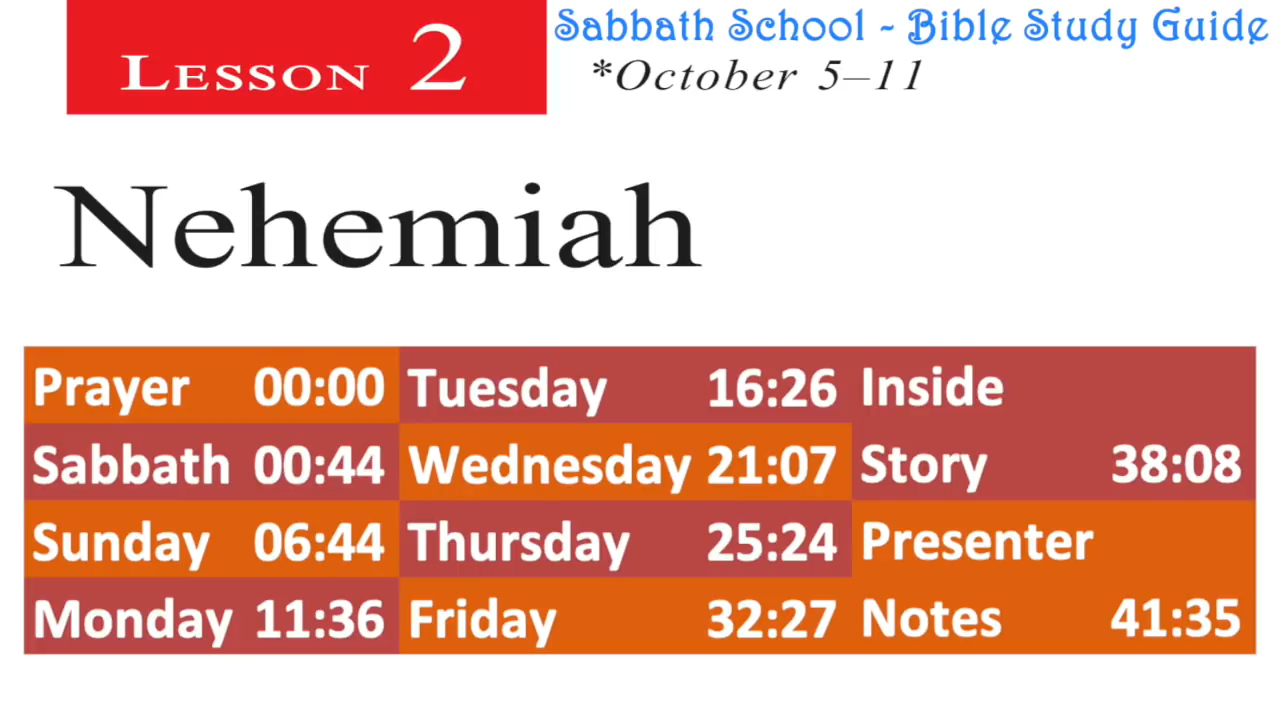 Lesson 2
Sabbath School - Bible Study Guide
*October 5–11
Nehemiah
Prayer 00:00
Sabbath 00:44
Sunday 06:44
Monday 11:36
Tuesday 16:26
Wednesday 21:07
Thursday 25:24
Friday 32:27
Inside
Story 38:08
Presenter
Notes 41:35